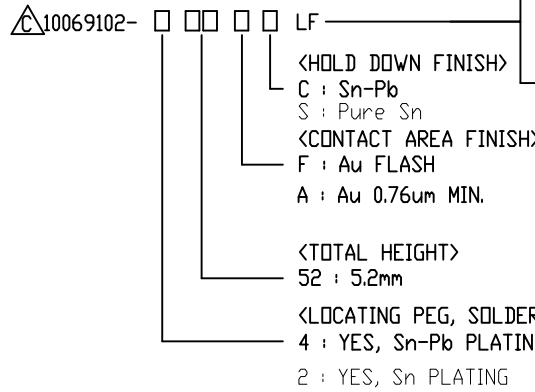 C 10069102- □ □□ □ □ LF
<HOLD DOWN FINISH>
C : Sn-Pb
S : Pure Sn
<CONTACT AREA FINISH>
F : Au FLASH
A : Au 0.76um MIN.
<TOTAL HEIGHT>
52 : 5.2mm
<LOCATING PEG, SOLDER
4 : YES, Sn-Pb PLATIN
2 : YES, Sn PLATING